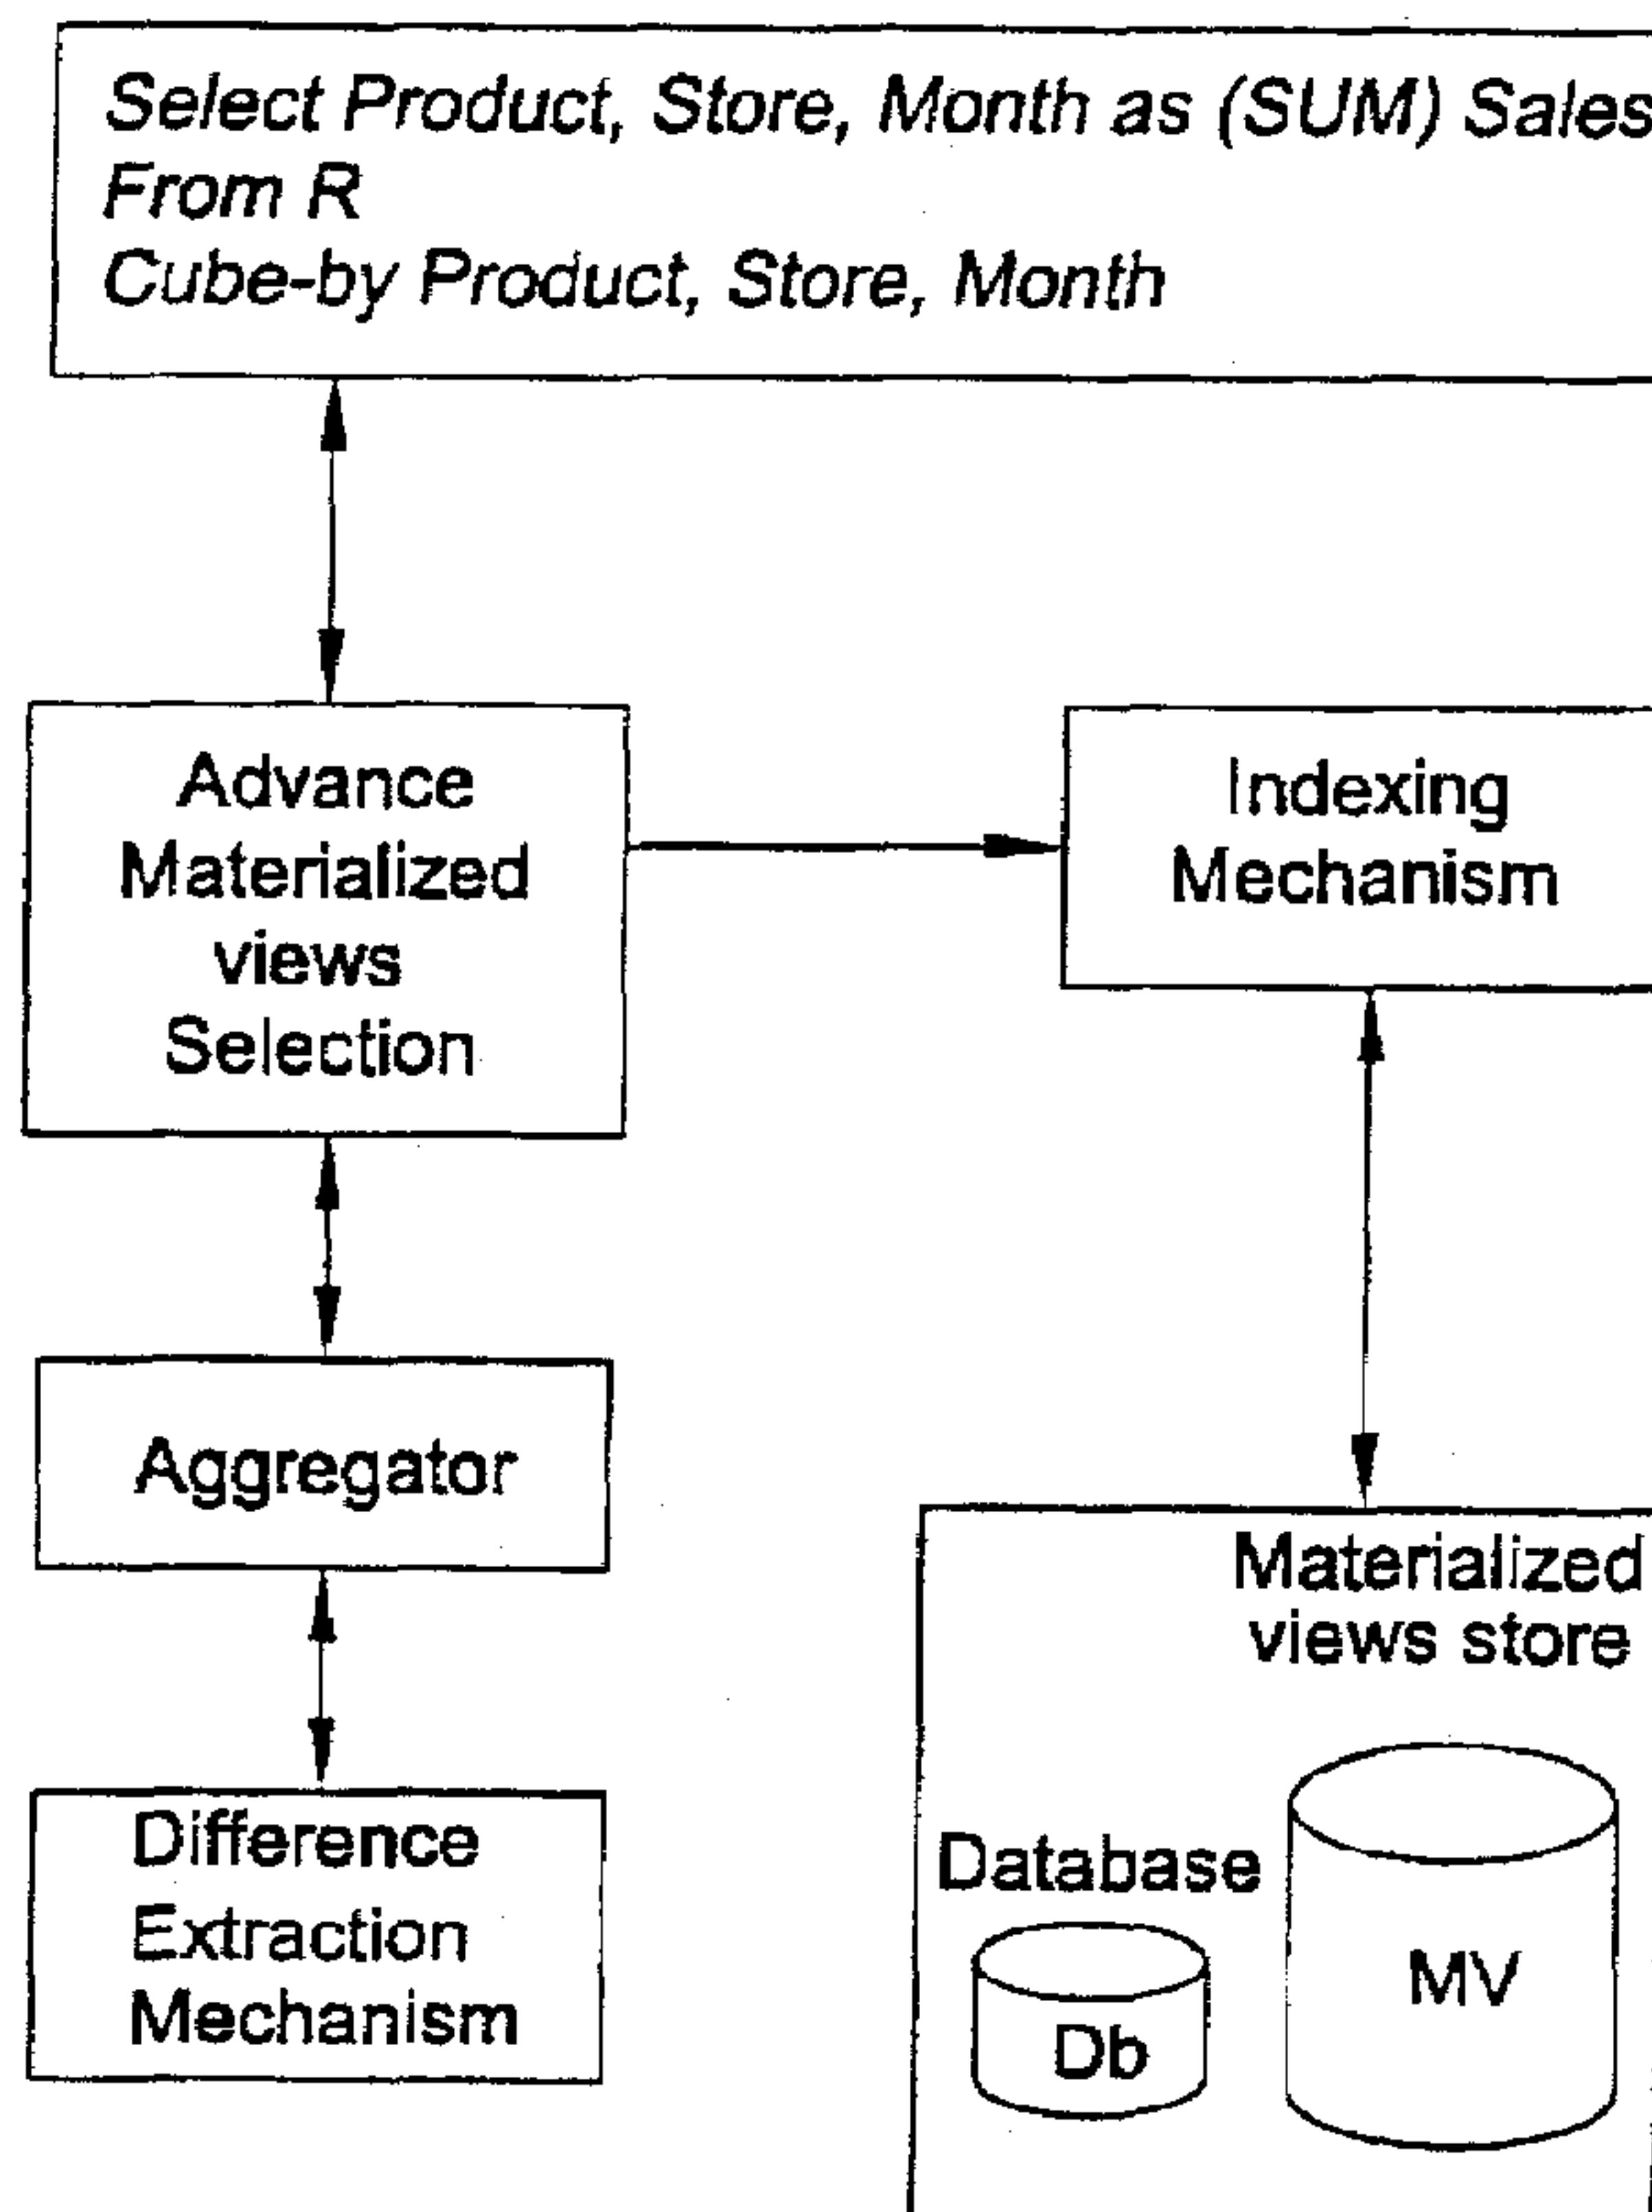 Select Product, Store, Month as (SUM) Sales
From R
Cube-by Product, Store, Month
Advance
Materialized
views
Selection
Indexing
Mechanism
Aggregator
Materialized
views store
Difference
Extraction
Mechanism
Database
Db
MV